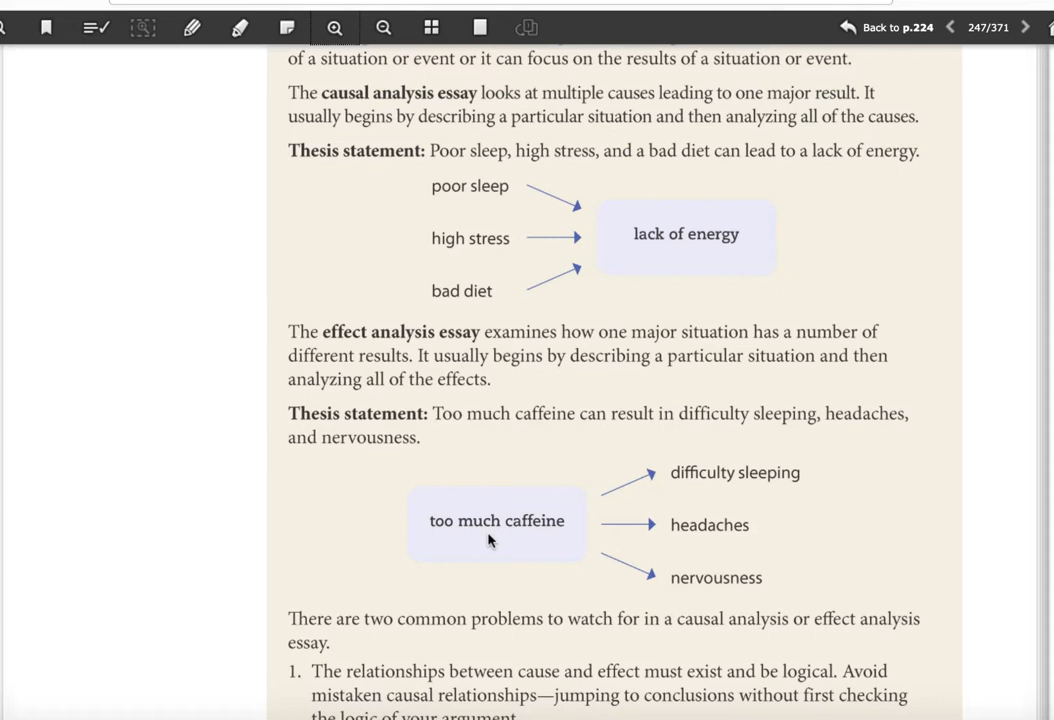 Back to p.224 247/371
of a situation or event or it can focus on the results of a situation or event.
The causal analysis essay looks at multiple causes leading to one major result. It
usually begins by describing a particular situation and then analyzing all of the causes.
Thesis statement: Poor sleep, high stress, and a bad diet can lead to a lack of energy.
poor sleep
high stress
bad diet
lack of energy
The effect analysis essay examines how one major situation has a number of
different results. It usually begins by describing a particular situation and then
analyzing all of the effects.
Thesis statement: Too much caffeine can result in difficulty sleeping, headaches,
and nervousness.
too much caffeine
difficulty sleeping
headaches
nervousness
There are two common problems to watch for in a causal analysis or effect analysis
essay.
1. The relationships between cause and effect must exist and be logical. Avoid
mistaken causal relationships—jumping to conclusions without first checking
the logic of your argument.